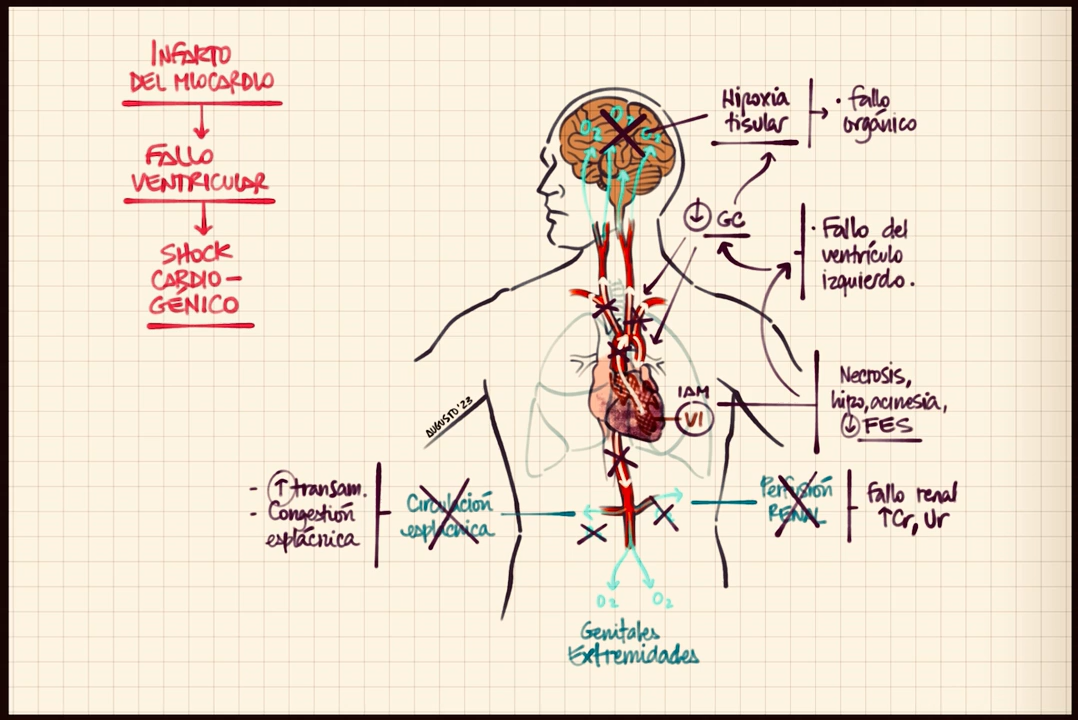 INFARTO
DEL MIOCARDIO
FALLO
VENTRICULAR
SHOCK
CARDIO-
GÉNICO
O₂ O₂ O₂
Hipoxia
tisular
· fallo
orgánico
↓ GC
· Fallo del
ventrículo
izquierdo.
IAM
VI
Necrosis,
hipo, acinesia,
↓ FES
AUGUSTO '23
- ↑ transam.
- Congestión
esplácnica
Circulación
esplácnica
Perfusión
RENAL
Fallo renal
↑Cr, Ur
O₂ O₂
Genitales
Extremidades